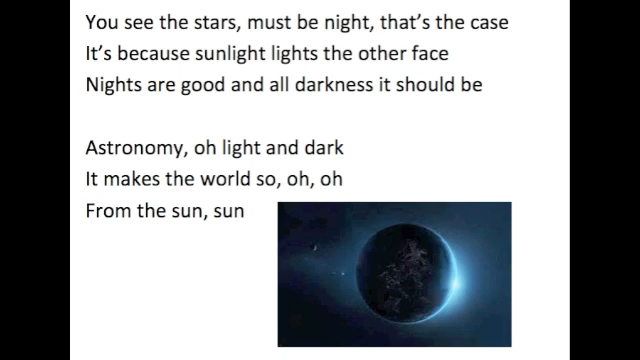 You see the stars, must be night, that’s the case
It’s because sunlight lights the other face
Nights are good and all darkness it should be
Astronomy, oh light and dark
It makes the world so, oh, oh
From the sun, sun